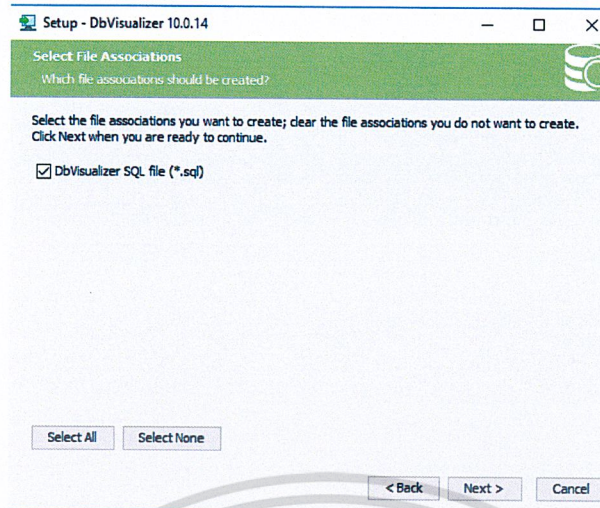 Setup - DbVisualizer 10.0.14
Select File Associations
Which file associations should be created?
Select the file associations you want to create; clear the file associations you do not want to create.
Click Next when you are ready to continue.
DbVisualizer SQL file (*.sql)
Select All
Select None
< Back
Next >
Cancel